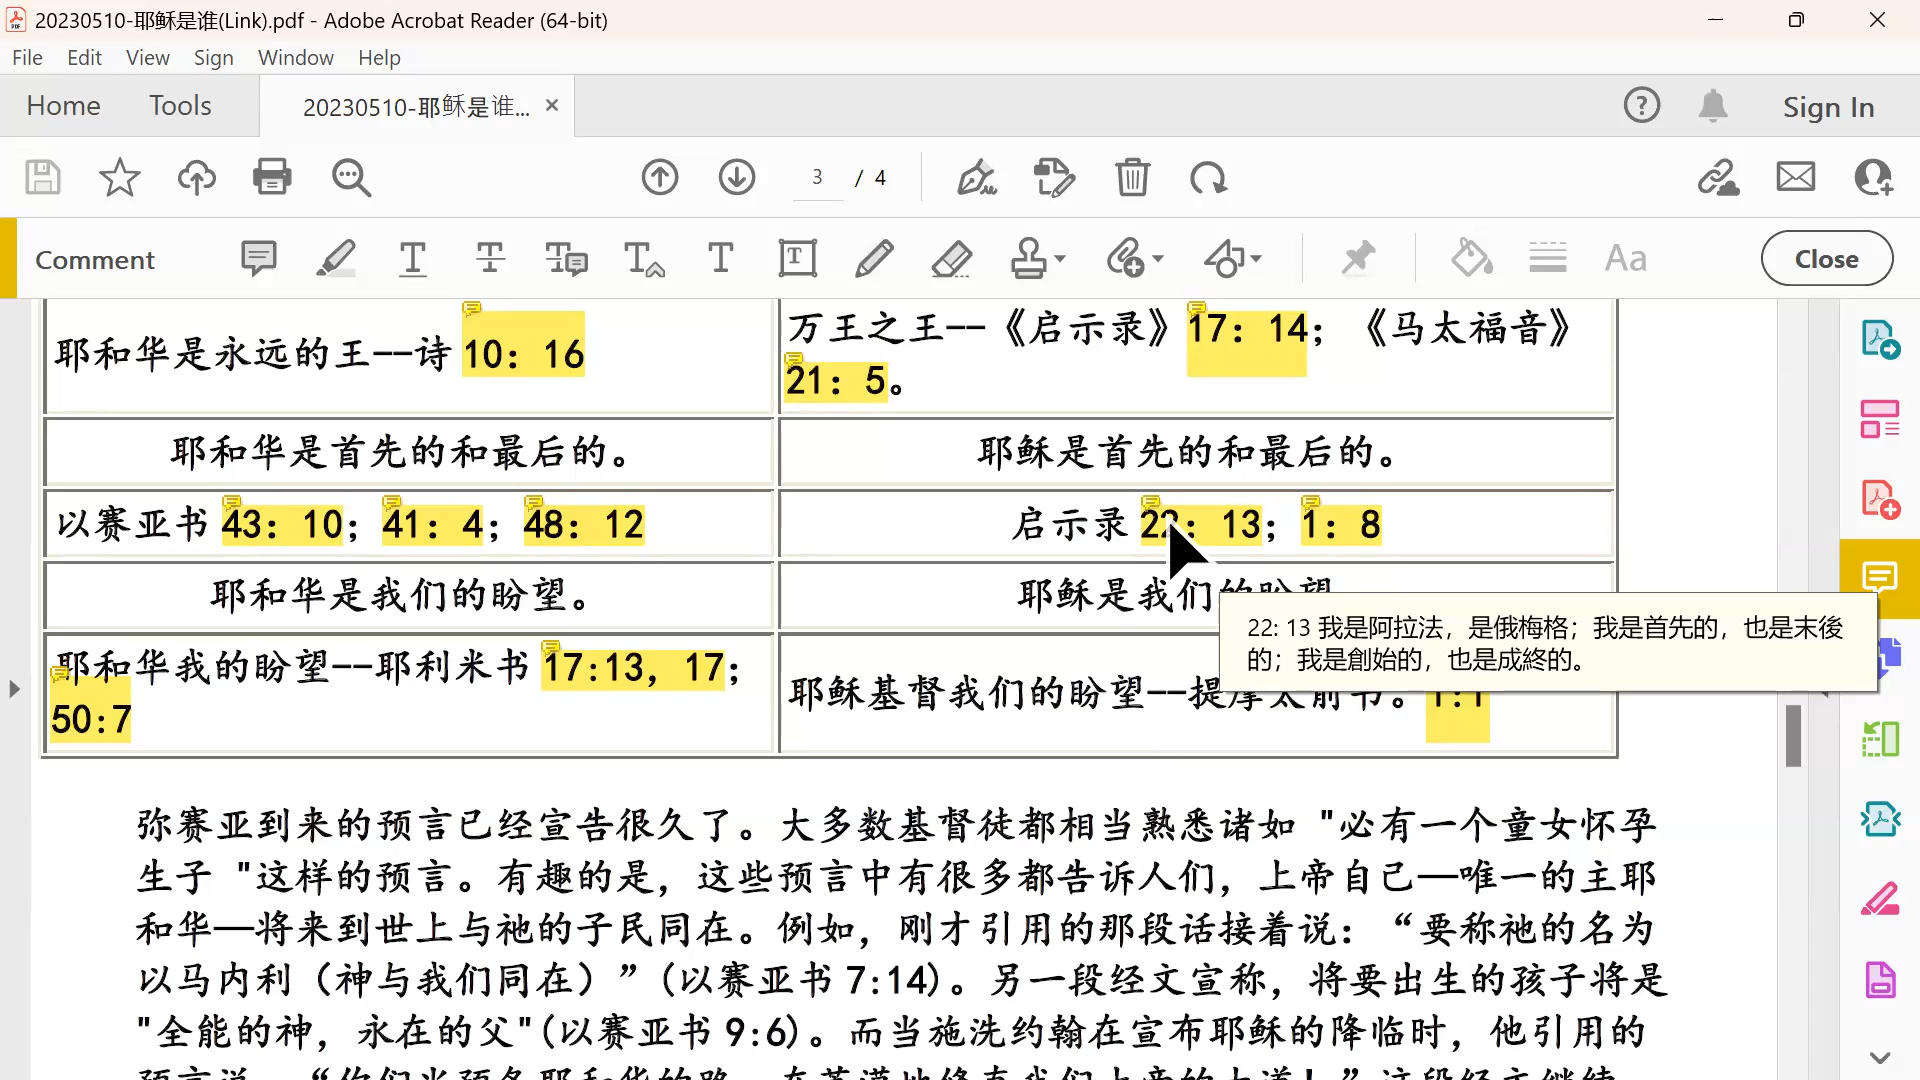 20230510-耶稣是谁(Link).pdf - Adobe Acrobat Reader (64-bit)
File Edit View Sign Window Help
Home Tools 20230510-耶稣是谁... × Sign In
3 / 4
Comment Aa Close
万王之王--《启示录》17：14；《马太福音》
耶和华是永远的王--诗 10：16
21：5。
耶和华是首先的和最后的。 耶稣是首先的和最后的。
以赛亚书 43：10；41：4；48：12 启示录 22：13；1：8
耶和华是我们的盼望。 耶稣是我们的盼望
22: 13 我是阿拉法，是俄梅格；我是首先的，也是末後
的；我是創始的，也是成終的。
耶和华我的盼望--耶利米书 17:13，17；
50:7
耶稣基督我们的盼望--提摩太前书。1:1
弥赛亚到来的预言已经宣告很久了。大多数基督徒都相当熟悉诸如 "必有一个童女怀孕
生子 "这样的预言。有趣的是，这些预言中有很多都告诉人们，上帝自己—唯一的主耶
和华—将来到世上与祂的子民同在。例如，刚才引用的那段话接着说：“要称祂的名为
以马内利（神与我们同在）”（以赛亚书 7:14)。另一段经文宣称，将要出生的孩子将是
"全能的神，永在的父"(以赛亚书 9:6)。而当施洗约翰在宣布耶稣的降临时，他引用的